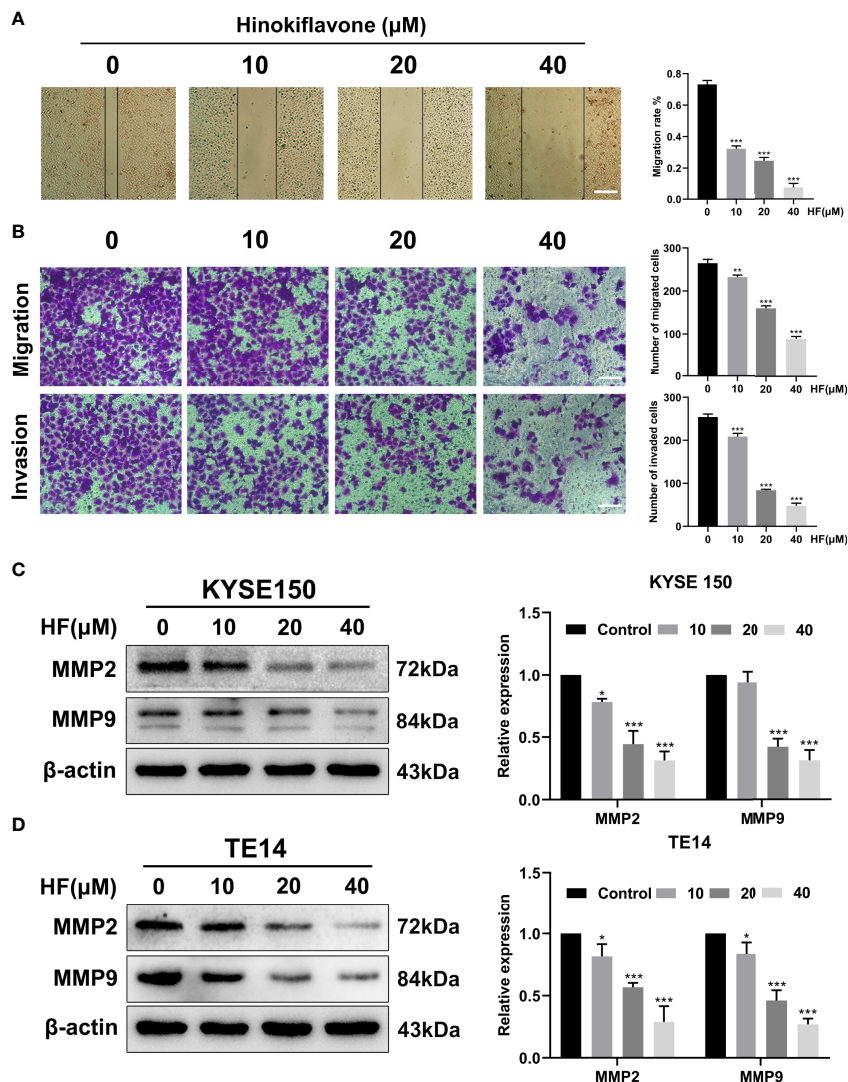 A
Hinokiflavone (μM)
0 10 20 40
Migration rate %
0.8
0.6
0.4
0.2
0.0
*** *** ***
0 10 20 40 HF(μM)
B
0 10 20 40
Migration
Number of migrated cells
300
200
100
0
** *** ***
0 10 20 40 HF(μM)
Invasion
Number of invaded cells
300
200
100
0
*** *** ***
0 10 20 40 HF(μM)
C
KYSE150
HF(μM) 0 10 20 40
MMP2 72kDa
MMP9 84kDa
β-actin 43kDa
KYSE 150
Control 10 20 40
Relative expression
1.5
1.0
0.5
0.0
* *** *** *** ***
MMP2 MMP9
D
TE14
HF(μM) 0 10 20 40
MMP2 72kDa
MMP9 84kDa
β-actin 43kDa
TE14
Control 10 20 40
Relative expression
1.5
1.0
0.5
0.0
* *** *** * *** ***
MMP2 MMP9